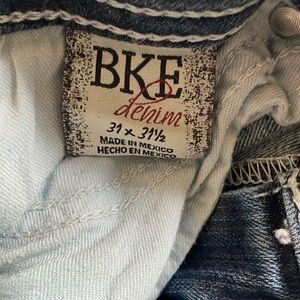 BKE
denim
31 x 31½
MADE IN MEXICO
HECHO EN MEXICO